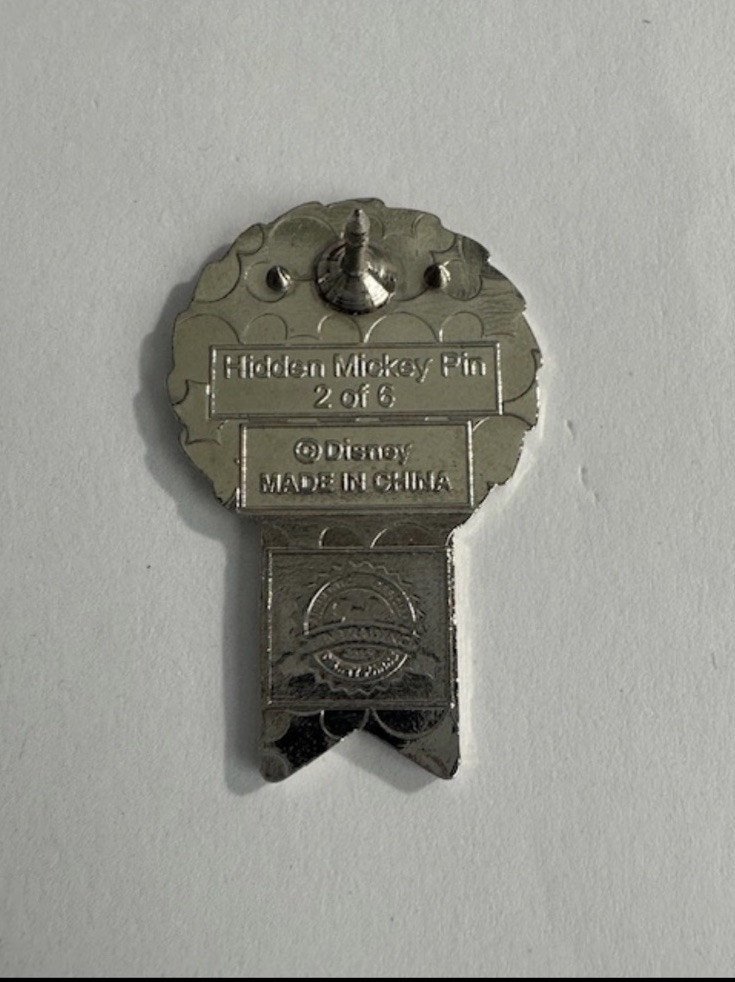 Hidden Mickey Pin
2 of 6
©Disney
MADE IN CHINA